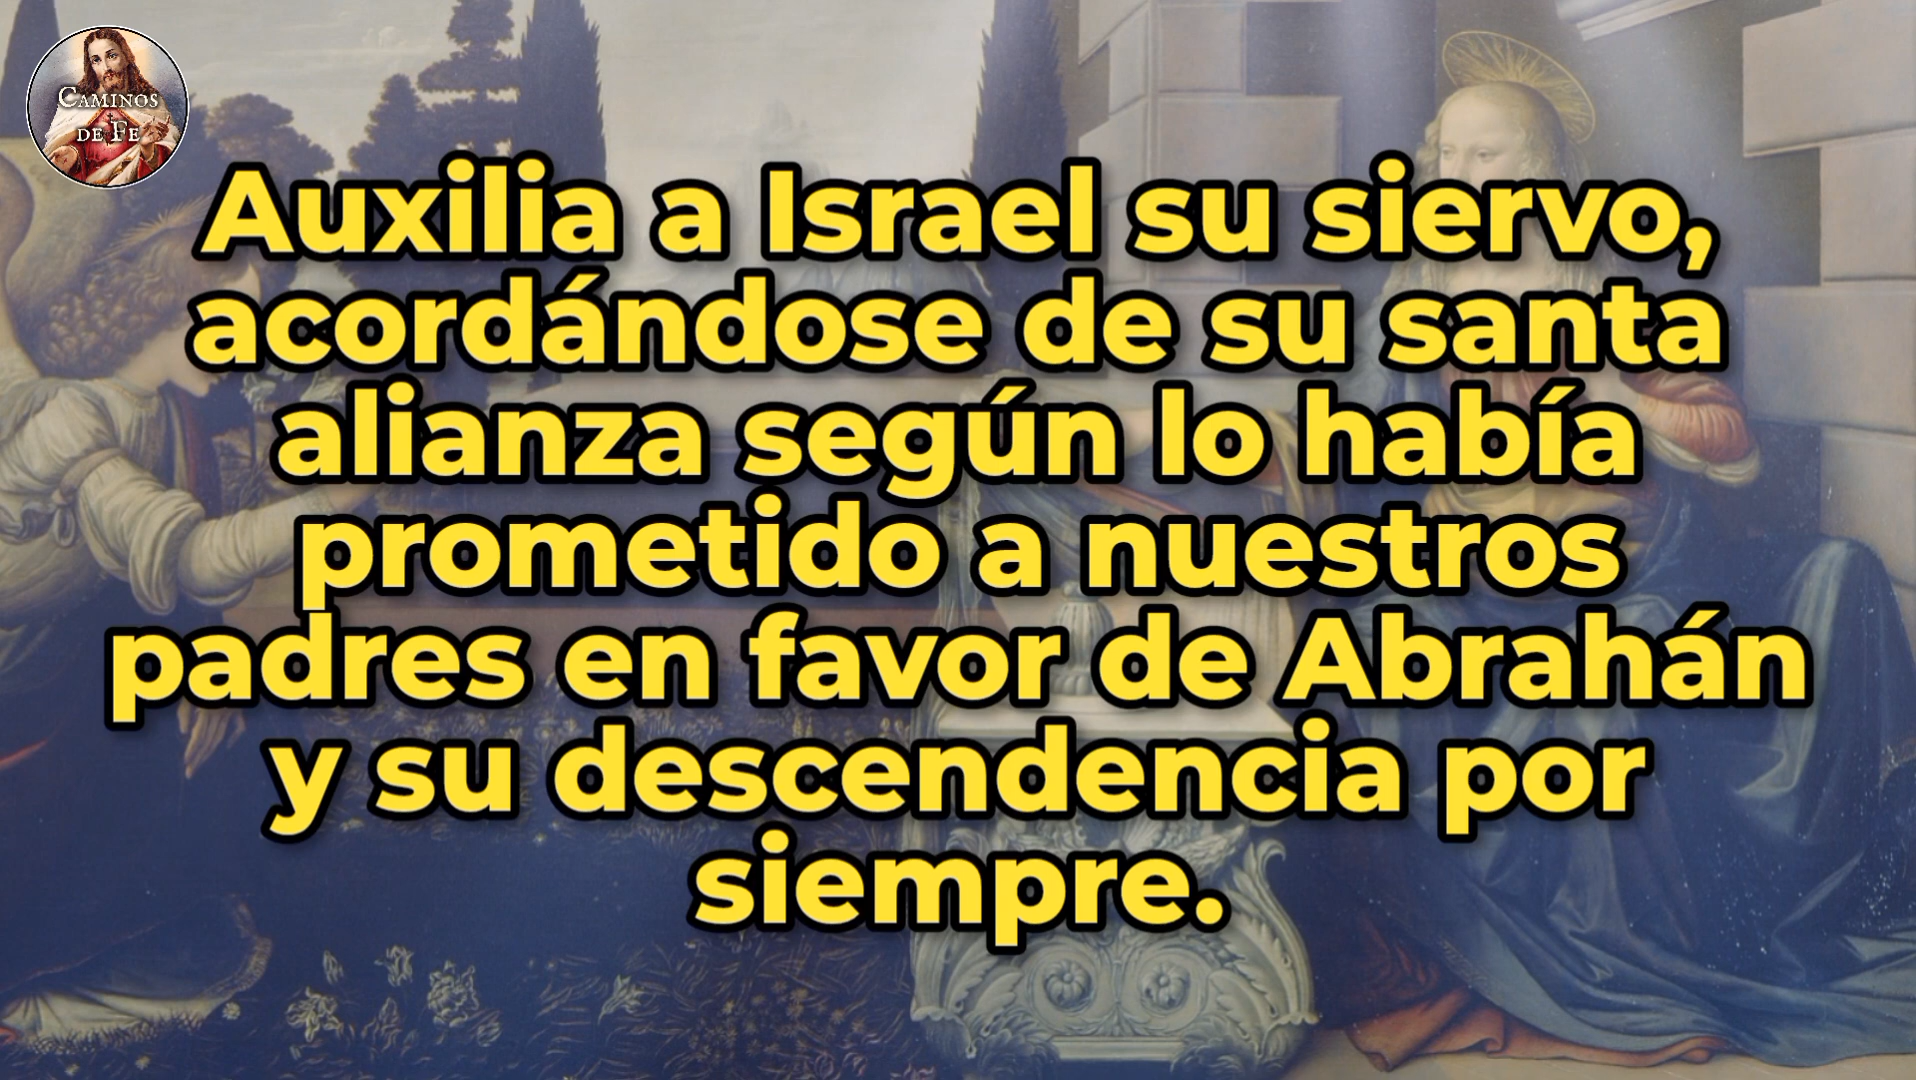 CAMINOS
DE FE
Auxilia a Israel su siervo,
acordándose de su santa
alianza según lo había
prometido a nuestros
padres en favor de Abrahán
y su descendencia por
siempre.